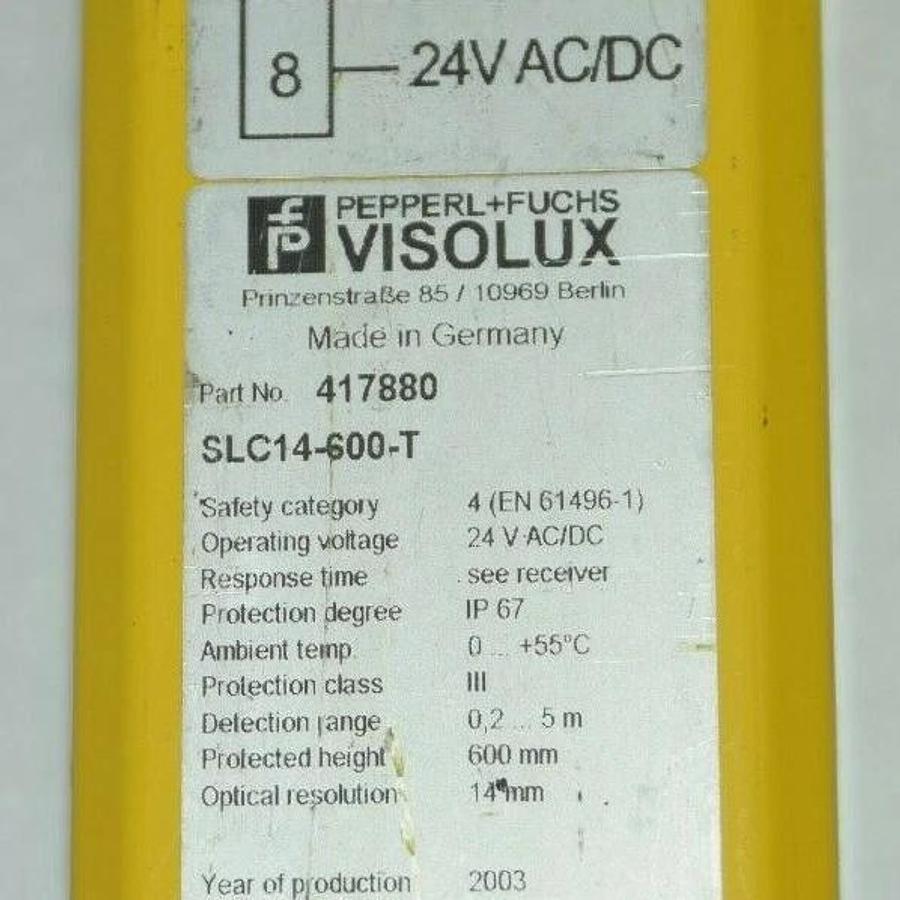 8 24V AC/DC
PEPPERL+FUCHS
VISOLUX
Prinzenstraße 85 / 10969 Berlin
Made in Germany
Part No. 417880
SLC14-600-T
Safety category 4 (EN 61496-1)
Operating voltage 24 V AC/DC
Response time see receiver
Protection degree IP 67
Ambient temp. 0 ... +55°C
Protection class III
Detection range 0,2 ... 5 m
Protected height 600 mm
Optical resolution 14 mm
Year of production 2003